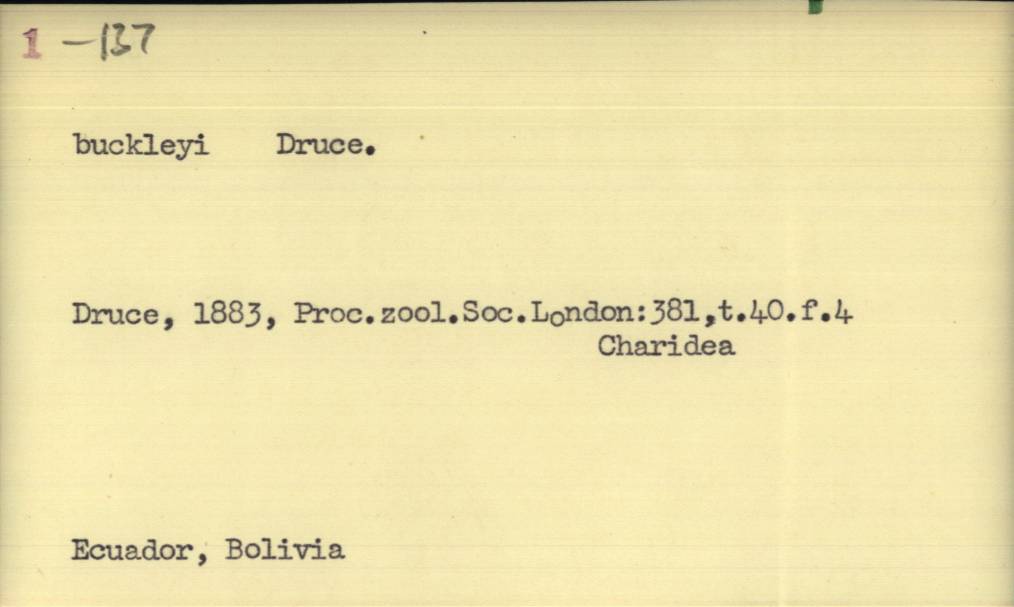 1 -137
buckleyi Druce.
Druce, 1883, Proc.zool.Soc.London:381,t.40.f.4
Charidea
Ecuador, Bolivia